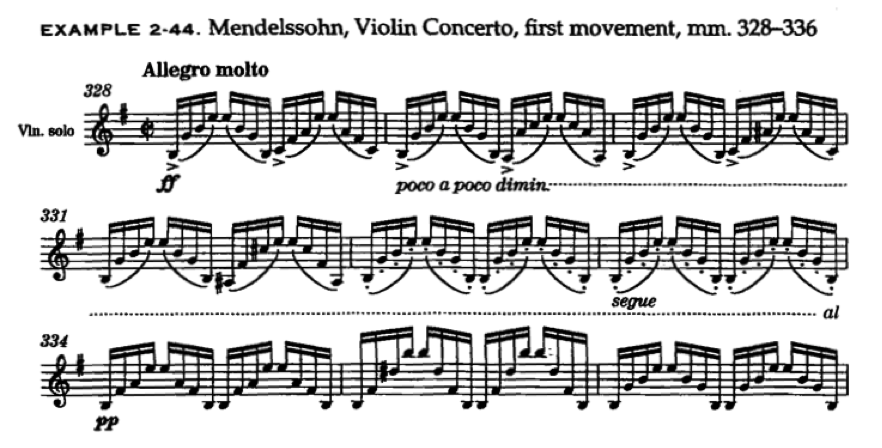 EXAMPLE 2-44. Mendelssohn, Violin Concerto, first movement, mm. 328–336
Allegro molto
328
Vln. solo
ff
poco a poco dimin.
331
segue
al
334
pp